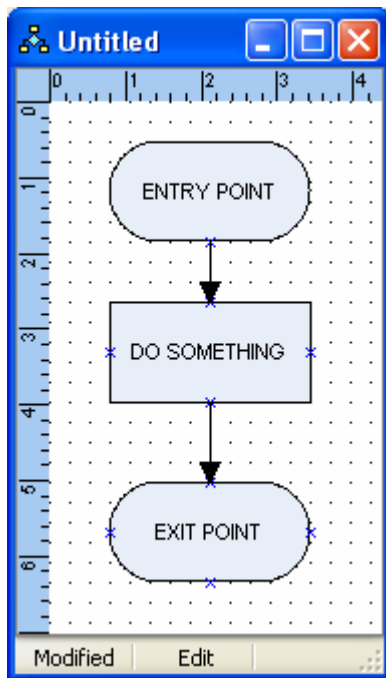 Untitled
0 1 2 3 4
0
1
2
3
4
5
6
ENTRY POINT
DO SOMETHING
EXIT POINT
Modified Edit